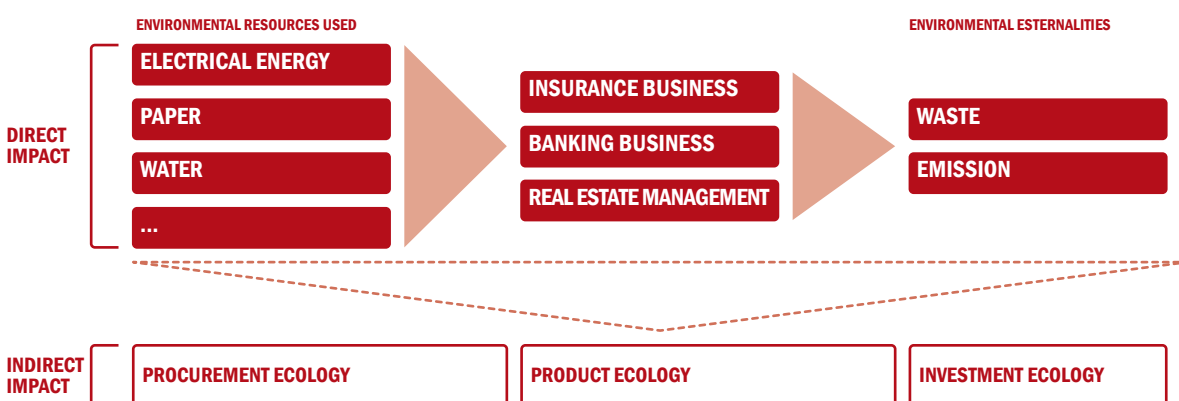 ENVIRONMENTAL RESOURCES USED
ENVIRONMENTAL ESTERNALITIES
DIRECT
IMPACT
ELECTRICAL ENERGY
PAPER
WATER
...
INSURANCE BUSINESS
BANKING BUSINESS
REAL ESTATE MANAGEMENT
WASTE
EMISSION
INDIRECT
IMPACT
PROCUREMENT ECOLOGY
PRODUCT ECOLOGY
INVESTMENT ECOLOGY